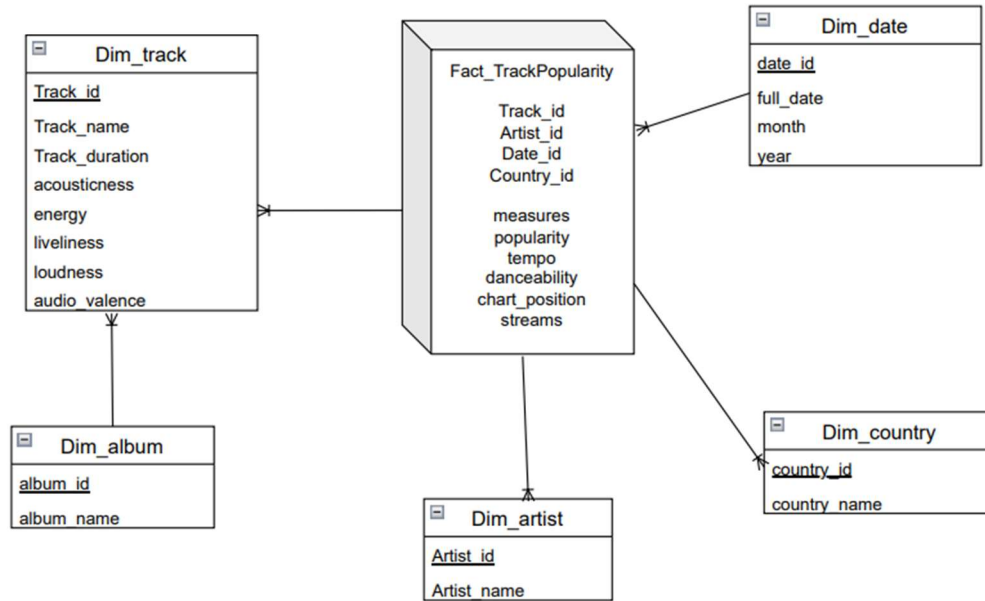 Dim_track
Track_id
Track_name
Track_duration
acousticness
energy
liveliness
loudness
audio_valence
Fact_TrackPopularity
Track_id
Artist_id
Date_id
Country_id
measures
popularity
tempo
danceability
chart_position
streams
Dim_date
date_id
full_date
month
year
Dim_album
album_id
album_name
Dim_artist
Artist_id
Artist_name
Dim_country
country_id
country_name